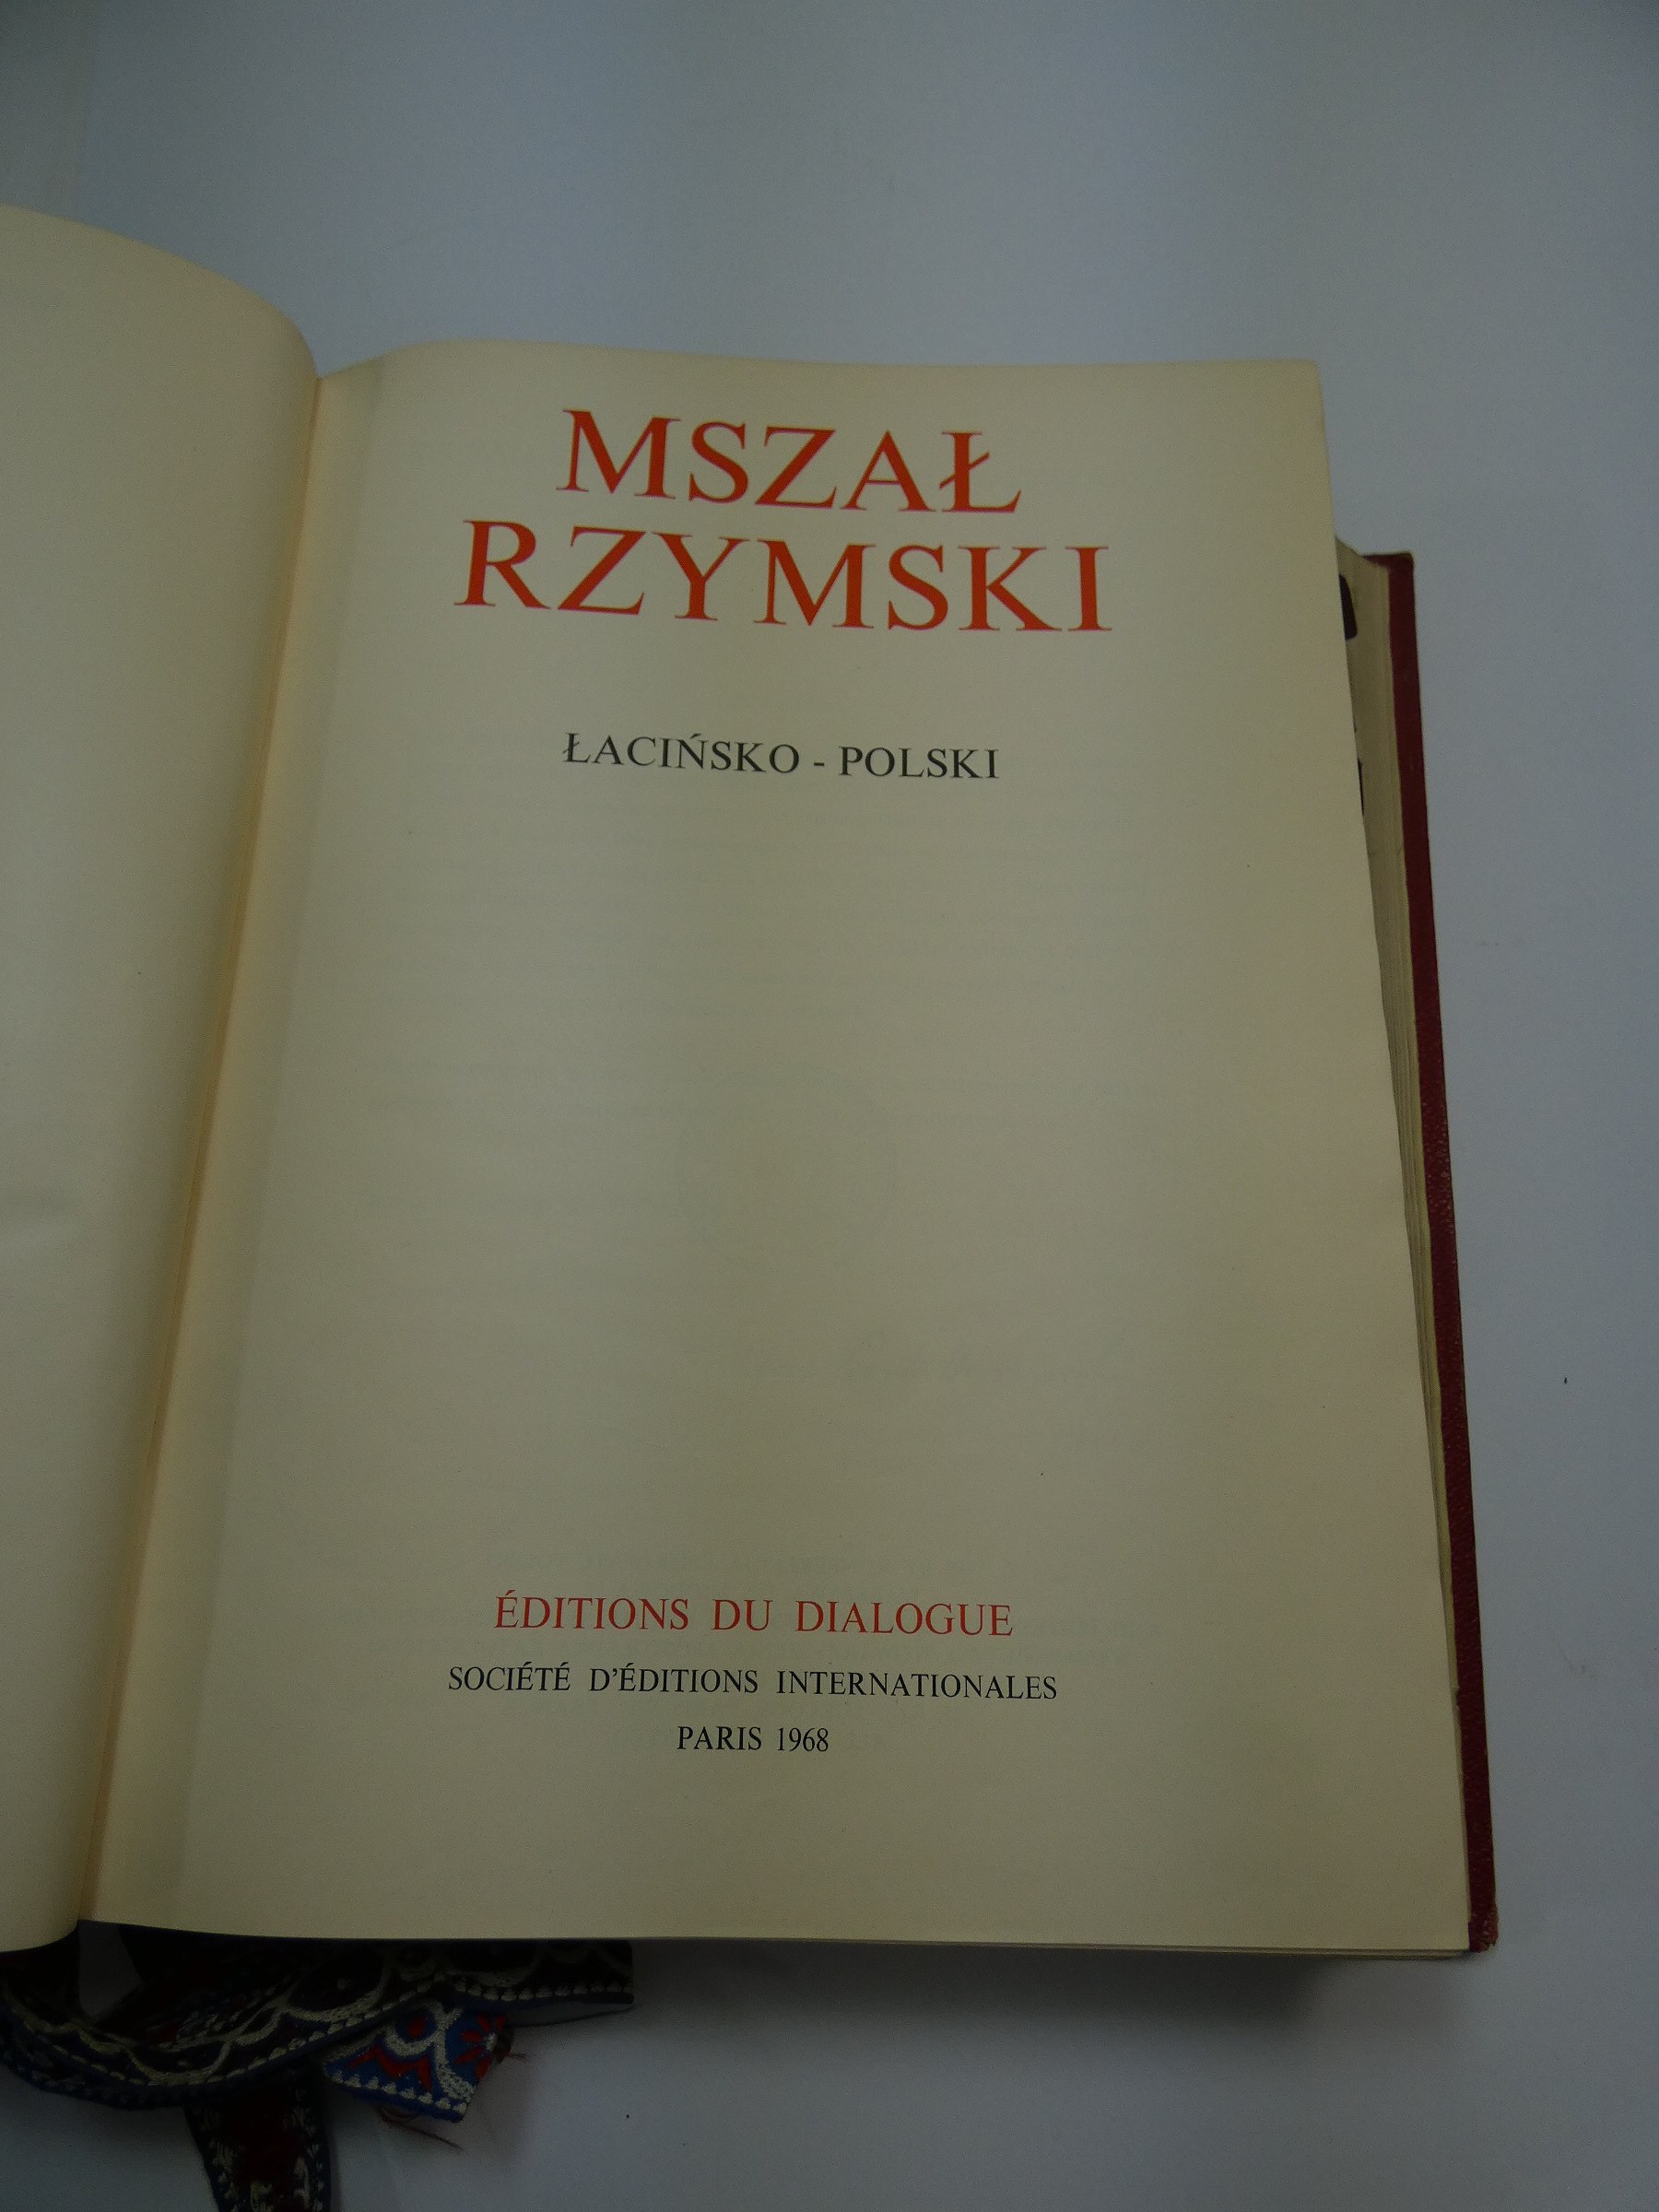 MSZAŁ
RZYMSKI
ŁACIŃSKO - POLSKI
ÉDITIONS DU DIALOGUE
SOCIÉTÉ D'ÉDITIONS INTERNATIONALES
PARIS 1968